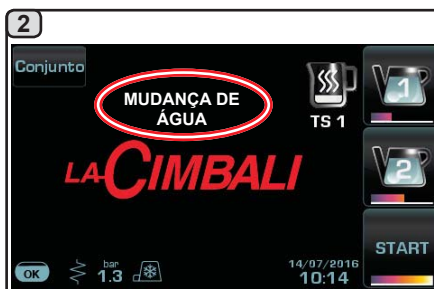 2
Conjunto
MUDANÇA DE
ÁGUA
TS 1
1
LA CIMBALI
2
START
OK
bar
1.3
14/07/2016
10:14